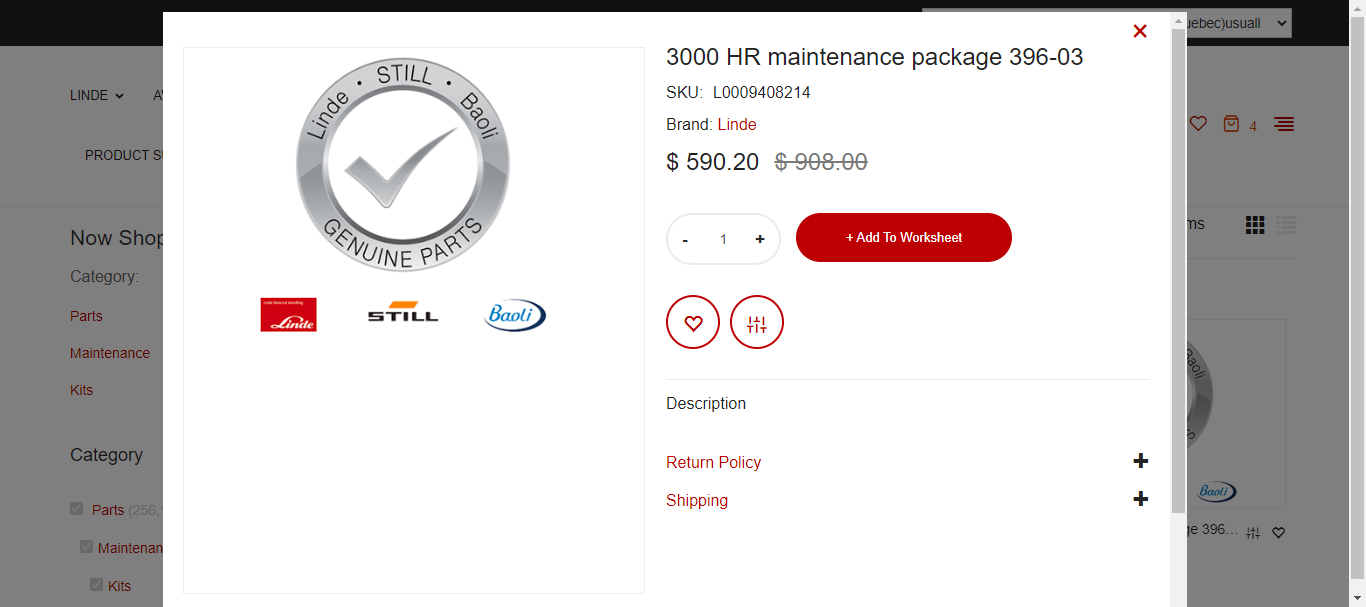 uebec)usuall
LINDE
4
PRODUCT
Now Shop
Category:
Parts
Maintenance
Kits
Category
Parts (256,
Maintenan
Kits
Linde · STILL · Baoli
GENUINE PARTS
Linde
STILL
Baoli
3000 HR maintenance package 396-03
SKU: L0009408214
Brand: Linde
$ 590.20 $ 908.00
- 1 +
+ Add To Worksheet
Description
Return Policy +
Shipping +
ms
Baoli
Baoli
ge 396...